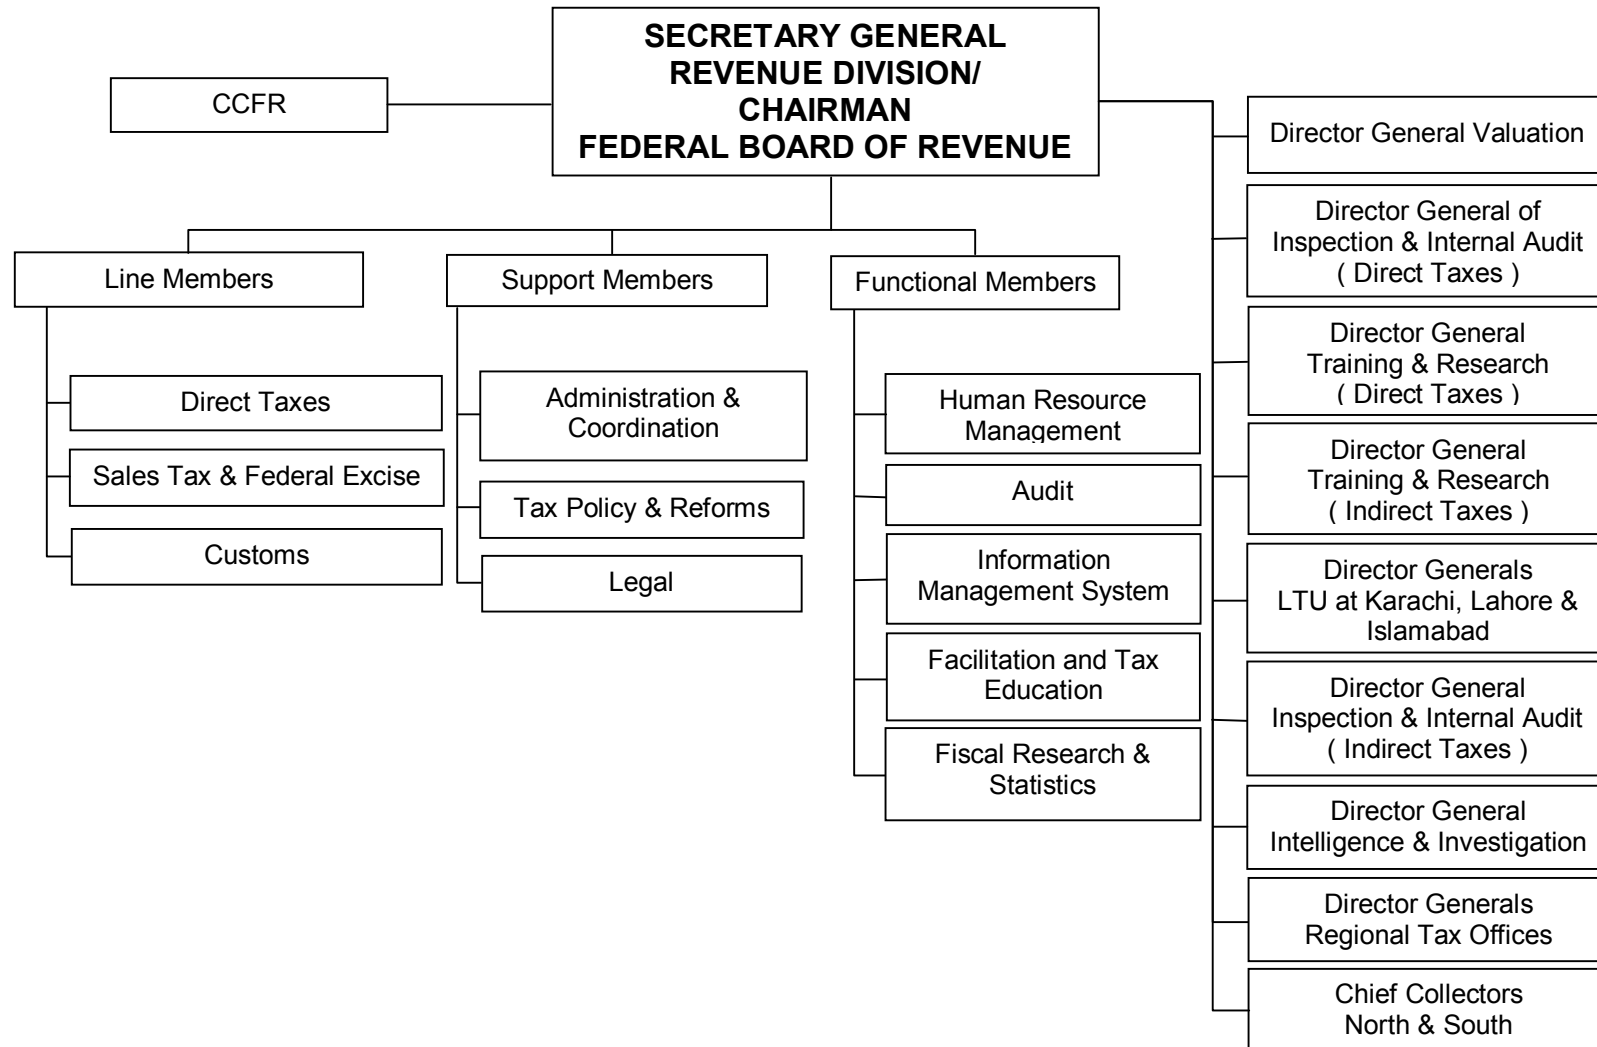 SECRETARY GENERAL
REVENUE DIVISION/
CHAIRMAN
FEDERAL BOARD OF REVENUE
CCFR
Line Members
Direct Taxes
Sales Tax & Federal Excise
Customs
Support Members
Administration &
Coordination
Tax Policy & Reforms
Legal
Functional Members
Human Resource
Management
Audit
Information
Management System
Facilitation and Tax
Education
Fiscal Research &
Statistics
Director General Valuation
Director General of
Inspection & Internal Audit
( Direct Taxes )
Director General
Training & Research
( Direct Taxes )
Director General
Training & Research
( Indirect Taxes )
Director Generals
LTU at Karachi, Lahore &
Islamabad
Director General
Inspection & Internal Audit
( Indirect Taxes )
Director General
Intelligence & Investigation
Director Generals
Regional Tax Offices
Chief Collectors
North & South